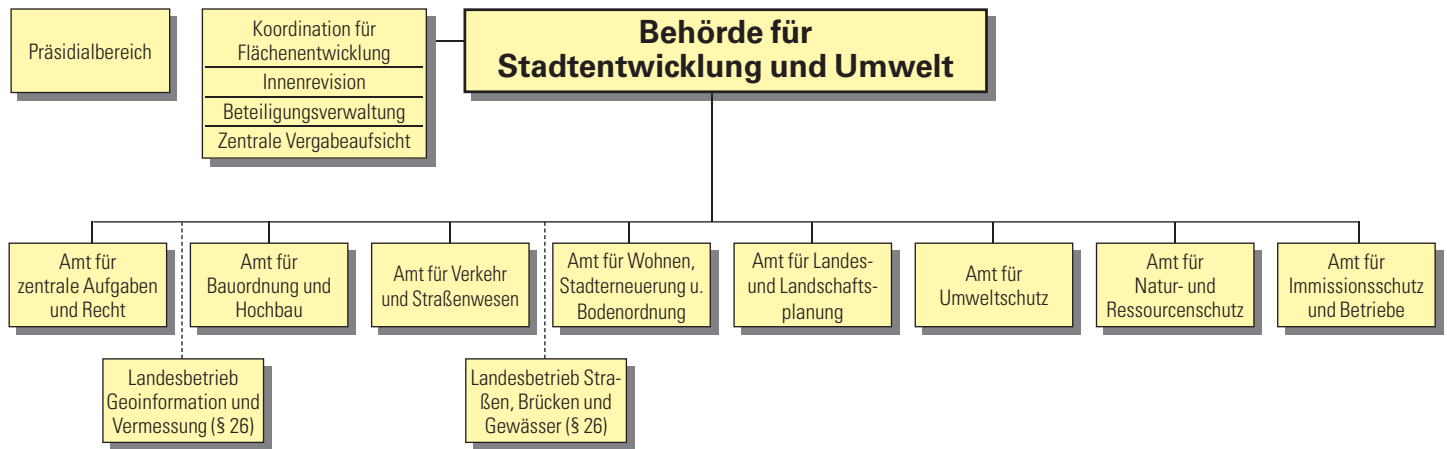 Präsidialbereich
Koordination für
Flächenentwicklung
Innenrevision
Beteiligungsverwaltung
Zentrale Vergabeaufsicht
Behörde für
Stadtentwicklung und Umwelt
Amt für
zentrale Aufgaben
und Recht
Amt für
Bauordnung und
Hochbau
Amt für Verkehr
und Straßenwesen
Amt für Wohnen,
Stadterneuerung u.
Bodenordnung
Amt für Landes-
und Landschafts-
planung
Amt für
Umweltschutz
Amt für
Natur- und
Ressourcenschutz
Amt für
Immissionsschutz
und Betriebe
Landesbetrieb
Geoinformation und
Vermessung (§ 26)
Landesbetrieb Stra-
ßen, Brücken und
Gewässer (§ 26)